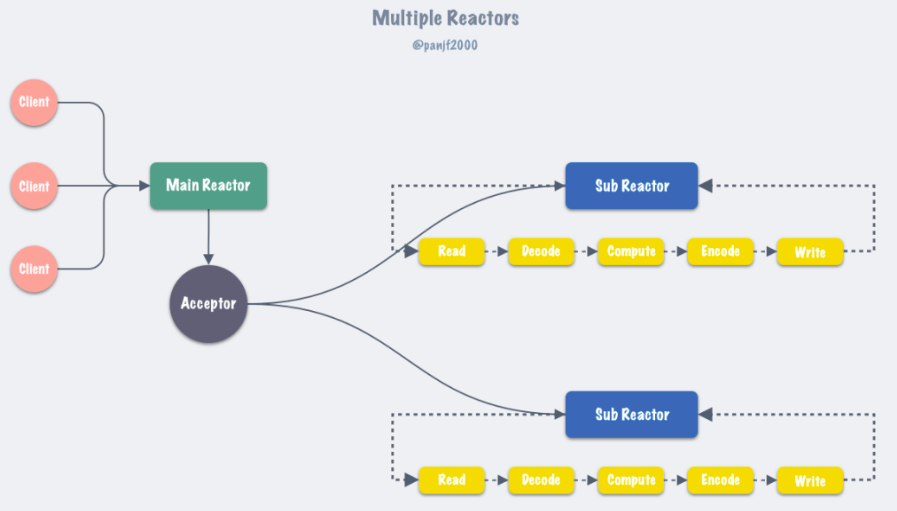 Multiple Reactors
@panjf2000
Client
Client
Client
Main Reactor
Acceptor
Sub Reactor
Read
Decode
Compute
Encode
Write
Sub Reactor
Read
Decode
Compute
Encode
Write